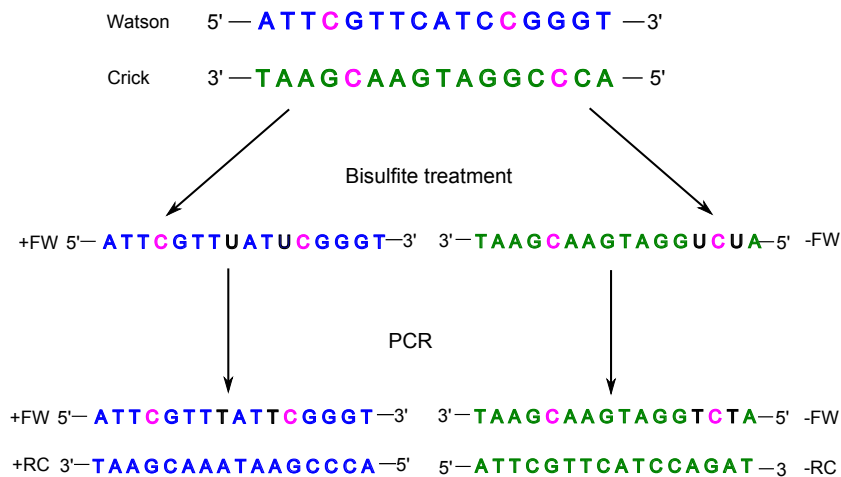 Watson 5' — ATTCGTTCATCCGGGT —3'
Crick 3' — TAAGCAAGTAGGCCCA — 5'
Bisulfite treatment
+FW 5'— ATTCGTTUATUCGGGT—3' 3'—TAAGCAAGTAGGUCUA—5' -FW
PCR
+FW 5'— ATTCGTTTATTCGGGT—3' 3'—TAAGCAAGTAGGTCTA—5' -FW
+RC 3'—TAAGCAAATAAGCCCA—5' 5'—ATTCGTTCATCCAGAT—3 -RC